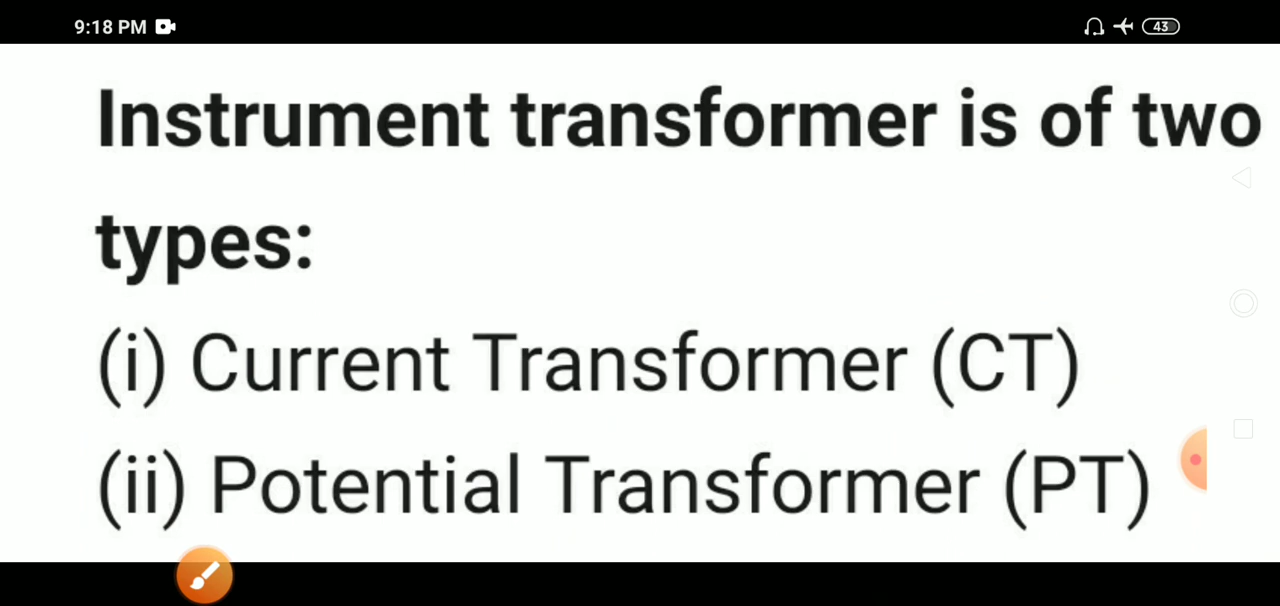 9:18 PM 43
Instrument transformer is of two
types:
(i) Current Transformer (CT)
(ii) Potential Transformer (PT)